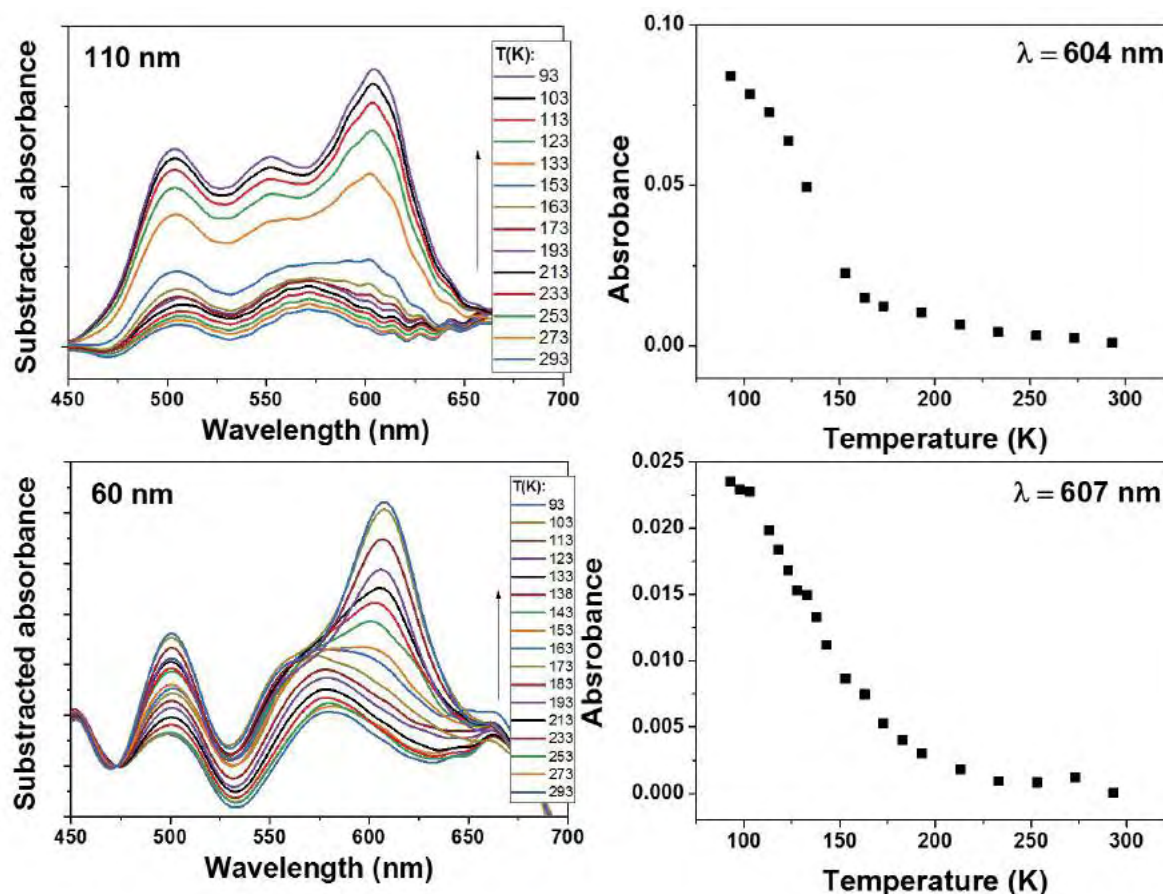 110 nm
T(K):
93
103
113
123
133
153
163
173
193
213
233
253
273
293
Substracted absorbance
450 500 550 600 650 700
Wavelength (nm)
λ = 604 nm
0.10
0.05
0.00
Absrobance
100 150 200 250 300
Temperature (K)
60 nm
T(K):
93
103
113
123
133
138
143
153
163
173
183
193
213
233
253
273
293
Substracted absorbance
450 500 550 600 650 700
Wavelength (nm)
λ = 607 nm
0.025
0.020
0.015
0.010
0.005
0.000
Absrobance
100 150 200 250 300
Temperature (K)